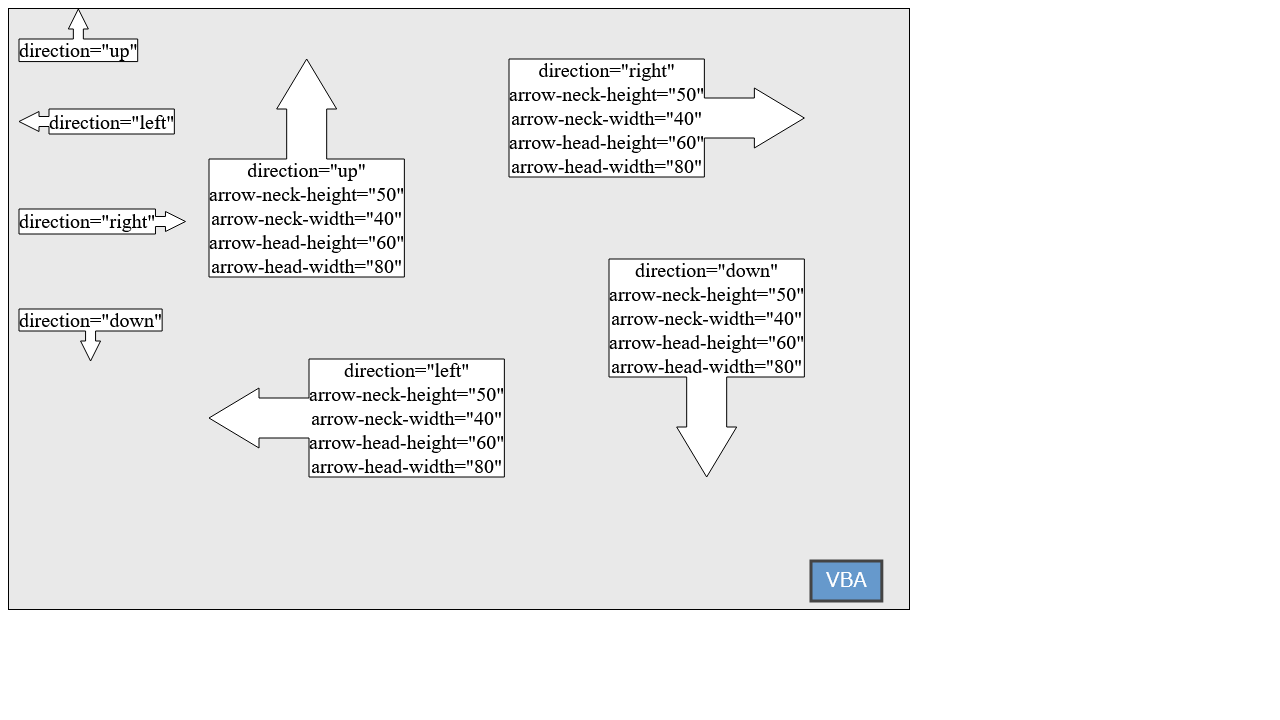 direction="up"
direction="left"
direction="right"
direction="down"
direction="up"
arrow-neck-height="50"
arrow-neck-width="40"
arrow-head-height="60"
arrow-head-width="80"
direction="left"
arrow-neck-height="50"
arrow-neck-width="40"
arrow-head-height="60"
arrow-head-width="80"
direction="right"
arrow-neck-height="50"
arrow-neck-width="40"
arrow-head-height="60"
arrow-head-width="80"
direction="down"
arrow-neck-height="50"
arrow-neck-width="40"
arrow-head-height="60"
arrow-head-width="80"
VBA